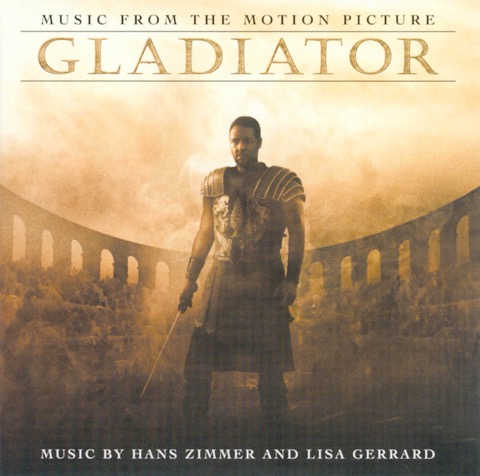 MUSIC FROM THE MOTION PICTURE
GLADIATOR
MUSIC BY HANS ZIMMER AND LISA GERRARD